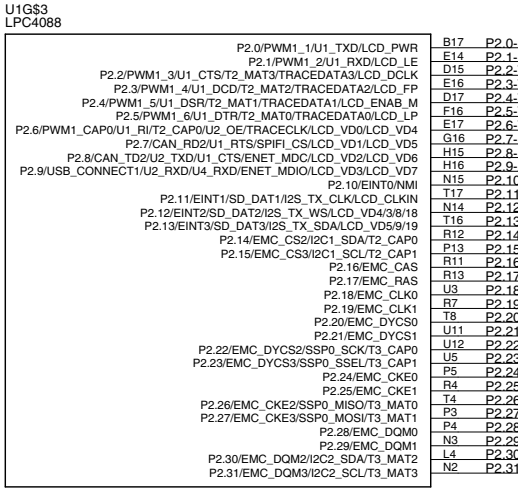 U1G$3
LPC4088
P2.0/PWM1_1/U1_TXD/LCD_PWR B17 P2.0-
P2.1/PWM1_2/U1_RXD/LCD_LE E14 P2.1-
P2.2/PWM1_3/U1_CTS/T2_MAT3/TRACEDATA3/LCD_DCLK D15 P2.2-
P2.3/PWM1_4/U1_DCD/T2_MAT2/TRACEDATA2/LCD_FP E16 P2.3-
P2.4/PWM1_5/U1_DSR/T2_MAT1/TRACEDATA1/LCD_ENAB_M D17 P2.4-
P2.5/PWM1_6/U1_DTR/T2_MAT0/TRACEDATA0/LCD_LP F16 P2.5-
P2.6/PWM1_CAP0/U1_RI/T2_CAP0/U2_OE/TRACECLK/LCD_VD0/LCD_VD4 E17 P2.6-
P2.7/CAN_RD2/U1_RTS/SPIFI_CS/LCD_VD1/LCD_VD5 G16 P2.7-
P2.8/CAN_TD2/U2_TXD/U1_CTS/ENET_MDC/LCD_VD2/LCD_VD6 H15 P2.8-
P2.9/USB_CONNECT1/U2_RXD/U4_RXD/ENET_MDIO/LCD_VD3/LCD_VD7 H16 P2.9-
P2.10/EINT0/NMI N15 P2.10
P2.11/EINT1/SD_DAT1/I2S_TX_CLK/LCD_CLKIN T17 P2.11
P2.12/EINT2/SD_DAT2/I2S_TX_WS/LCD_VD4/3/8/18 N14 P2.12
P2.13/EINT3/SD_DAT3/I2S_TX_SDA/LCD_VD5/9/19 T16 P2.13
P2.14/EMC_CS2/I2C1_SDA/T2_CAP0 R12 P2.14
P2.15/EMC_CS3/I2C1_SCL/T2_CAP1 P13 P2.15
P2.16/EMC_CAS R11 P2.16
P2.17/EMC_RAS R13 P2.17
P2.18/EMC_CLK0 U3 P2.18
P2.19/EMC_CLK1 R7 P2.19
P2.20/EMC_DYCS0 T8 P2.20
P2.21/EMC_DYCS1 U11 P2.21
P2.22/EMC_DYCS2/SSP0_SCK/T3_CAP0 U12 P2.22
P2.23/EMC_DYCS3/SSP0_SSEL/T3_CAP1 U5 P2.23
P2.24/EMC_CKE0 P5 P2.24
P2.25/EMC_CKE1 R4 P2.25
P2.26/EMC_CKE2/SSP0_MISO/T3_MAT0 T4 P2.26
P2.27/EMC_CKE3/SSP0_MOSI/T3_MAT1 P3 P2.27
P2.28/EMC_DQM0 P4 P2.28
P2.29/EMC_DQM1 N3 P2.29
P2.30/EMC_DQM2/I2C2_SDA/T3_MAT2 L4 P2.30
P2.31/EMC_DQM3/I2C2_SCL/T3_MAT3 N2 P2.31